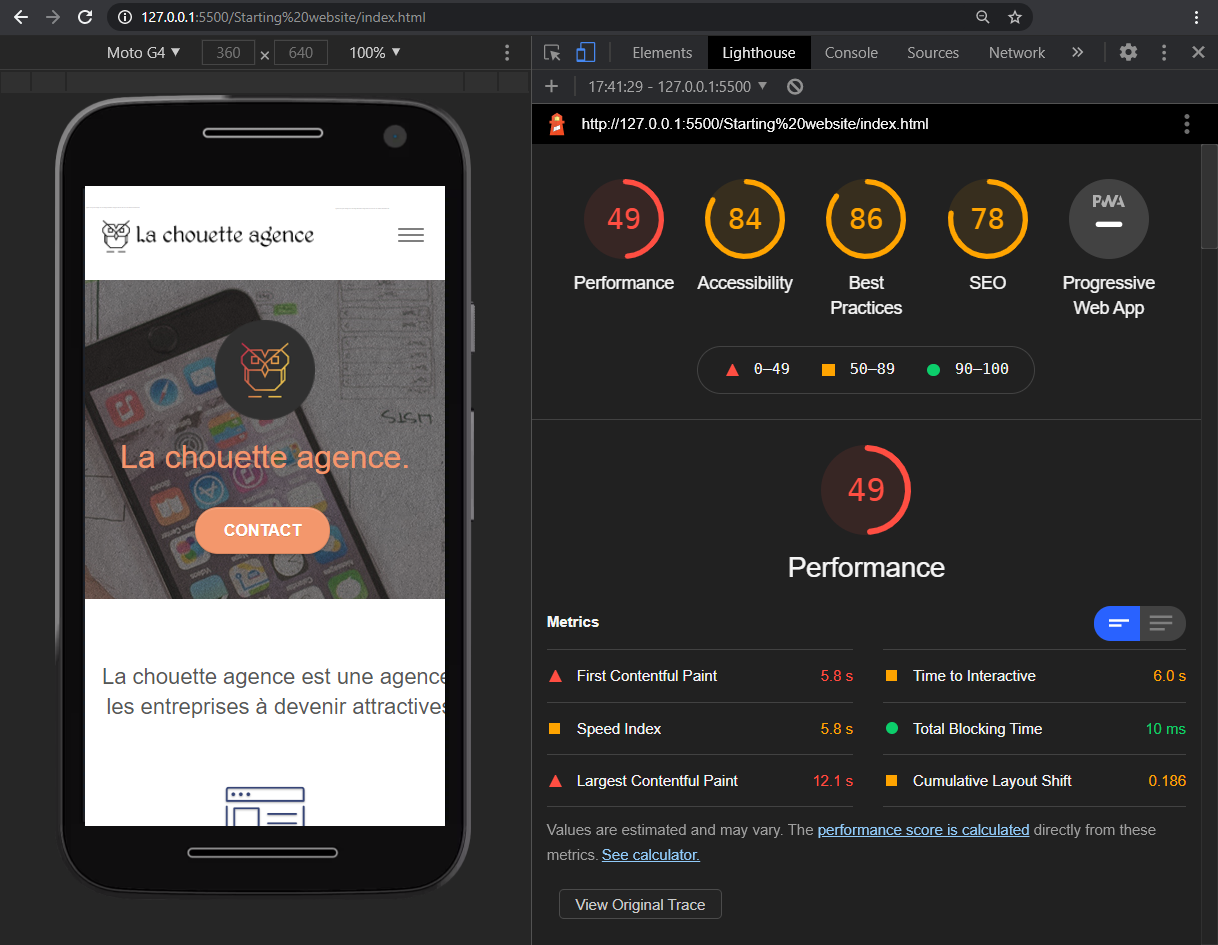 127.0.0.1:5500/Starting%20website/index.html
Moto G4 ▼ 360 × 640 100% ▼
Elements Lighthouse Console Sources Network »
+ 17:41:29 - 127.0.0.1:5500 ▼
http://127.0.0.1:5500/Starting%20website/index.html
La chouette agence
La chouette agence.
CONTACT
La chouette agence est une agence
les entreprises à devenir attractives
49 84 86 78 PWA
Performance Accessibility Best SEO Progressive
Practices Web App
0–49 50–89 90–100
49
Performance
Metrics
First Contentful Paint 5.8 s Time to Interactive 6.0 s
Speed Index 5.8 s Total Blocking Time 10 ms
Largest Contentful Paint 12.1 s Cumulative Layout Shift 0.186
Values are estimated and may vary. The performance score is calculated directly from these
metrics. See calculator.
View Original Trace